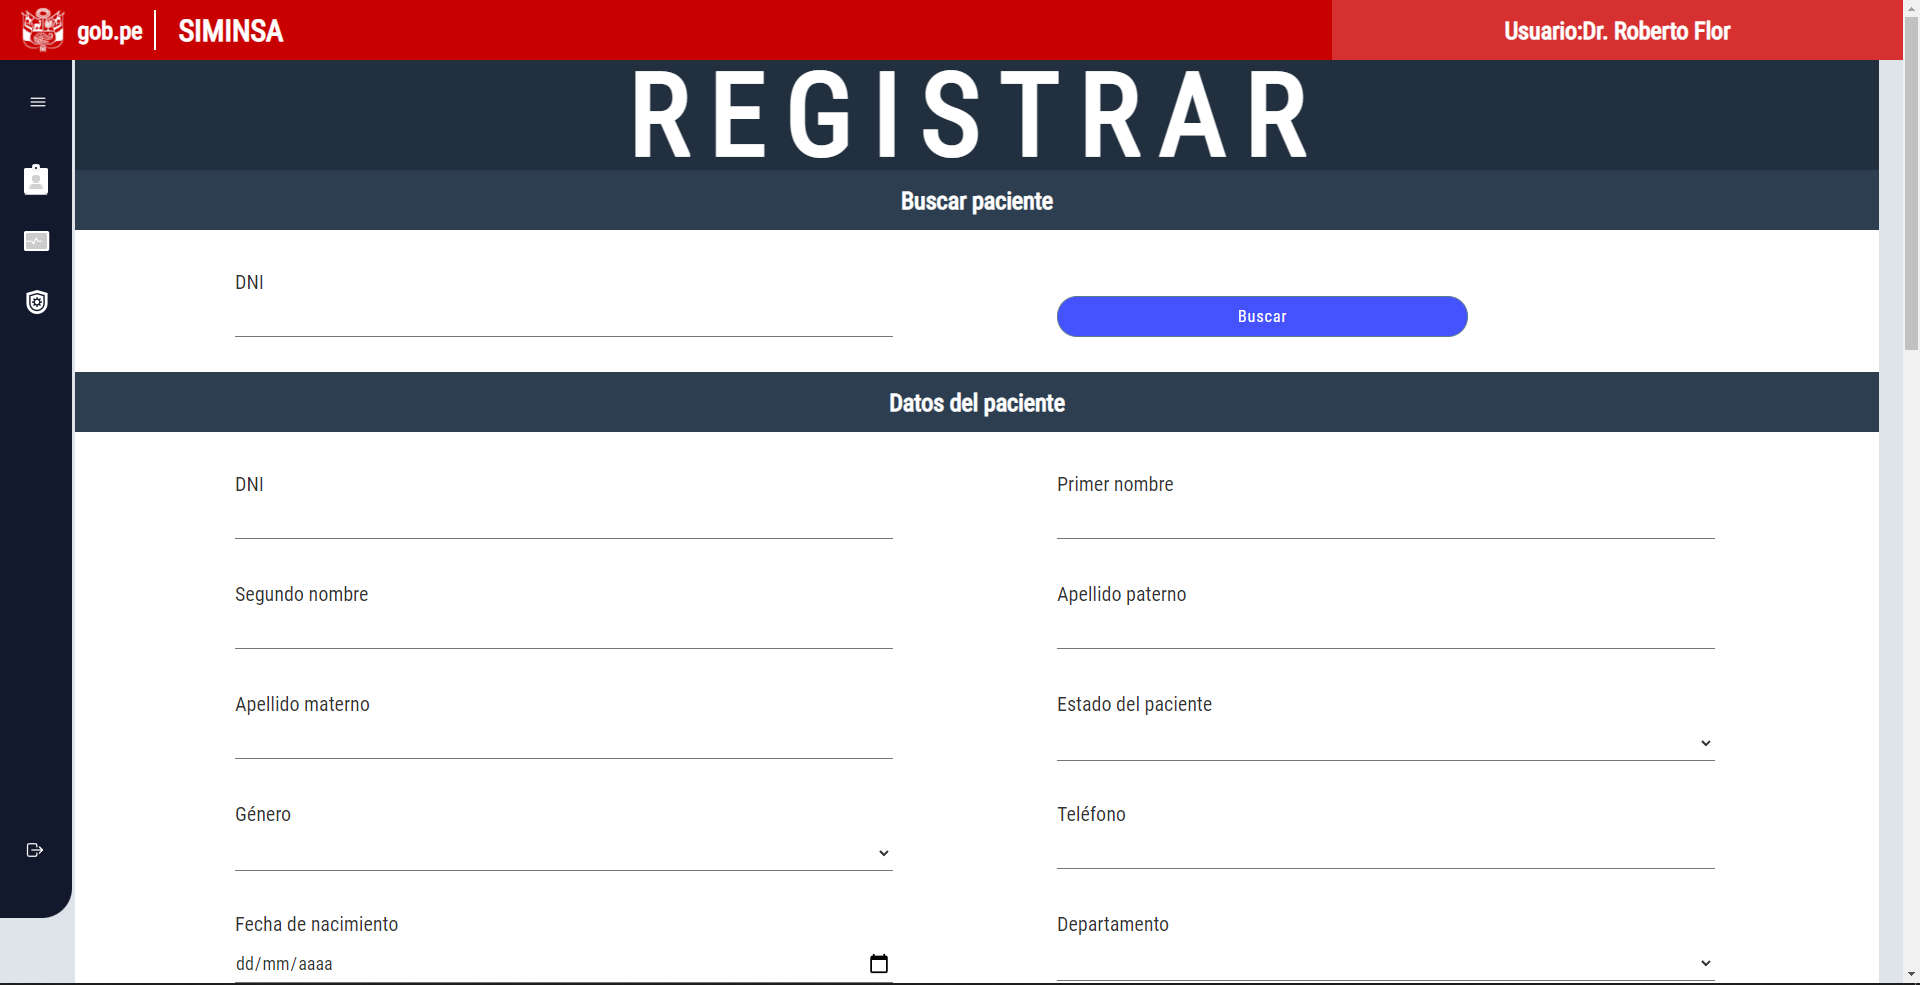 gob.pe
SIMINSA
Usuario:Dr. Roberto Flor
REGISTRAR
Buscar paciente
DNI
Buscar
Datos del paciente
DNI
Primer nombre
Segundo nombre
Apellido paterno
Apellido materno
Estado del paciente
Género
Teléfono
Fecha de nacimiento
Departamento
dd/mm/aaaa